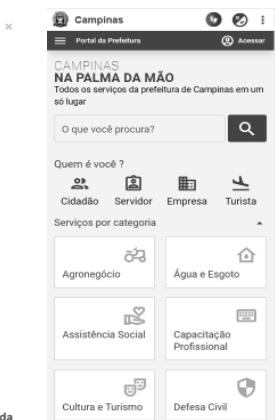 Campinas
Portal da Prefeitura
Acessar
CAMPINAS
NA PALMA DA MÃO
Todos os serviços da prefeitura de Campinas em um
só lugar
O que você procura?
Quem é você ?
Cidadão Servidor Empresa Turista
Serviços por categoria
Agronegócio
Água e Esgoto
Assistência Social
Capacitação
Profissional
Cultura e Turismo
Defesa Civil
da